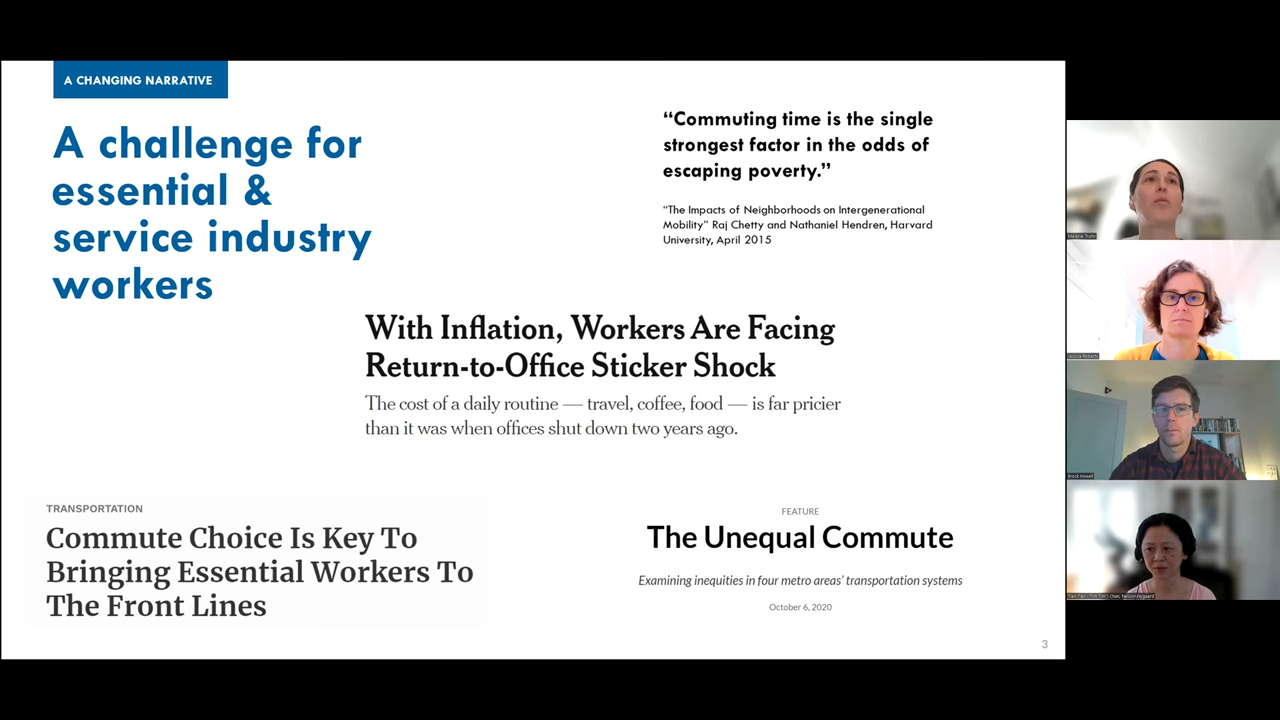 A CHANGING NARRATIVE
A challenge for
essential &
service industry
workers
“Commuting time is the single
strongest factor in the odds of
escaping poverty.”
“The Impacts of Neighborhoods on Intergenerational
Mobility” Raj Chetty and Nathaniel Hendren, Harvard
University, April 2015
With Inflation, Workers Are Facing
Return-to-Office Sticker Shock
The cost of a daily routine — travel, coffee, food — is far pricier
than it was when offices shut down two years ago.
TRANSPORTATION
Commute Choice Is Key To
Bringing Essential Workers To
The Front Lines
FEATURE
The Unequal Commute
Examining inequities in four metro areas’ transportation systems
October 6, 2020
3
Jessica Roberts
Brock Howell